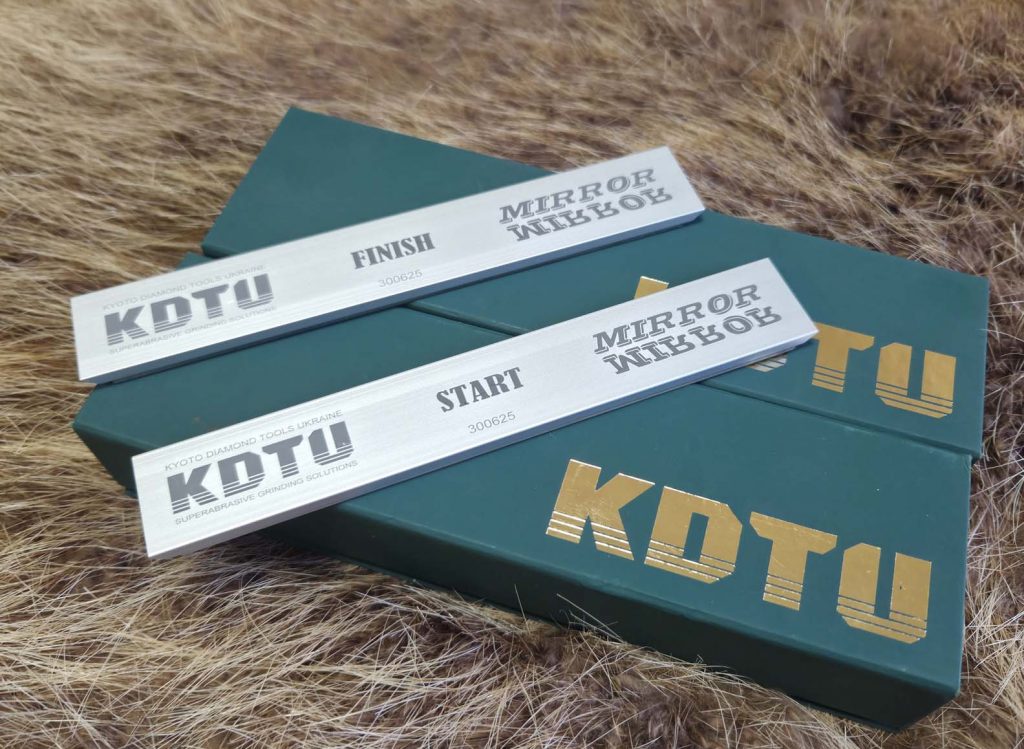 KYOTO DIAMOND TOOLS UKRAINE
KDTU
SUPERABRASIVE GRINDING SOLUTIONS
FINISH
300625
MIRROR
MIRROR
KYOTO DIAMOND TOOLS UKRAINE
KDTU
SUPERABRASIVE GRINDING SOLUTIONS
START
300625
MIRROR
MIRROR
TU
KDTU